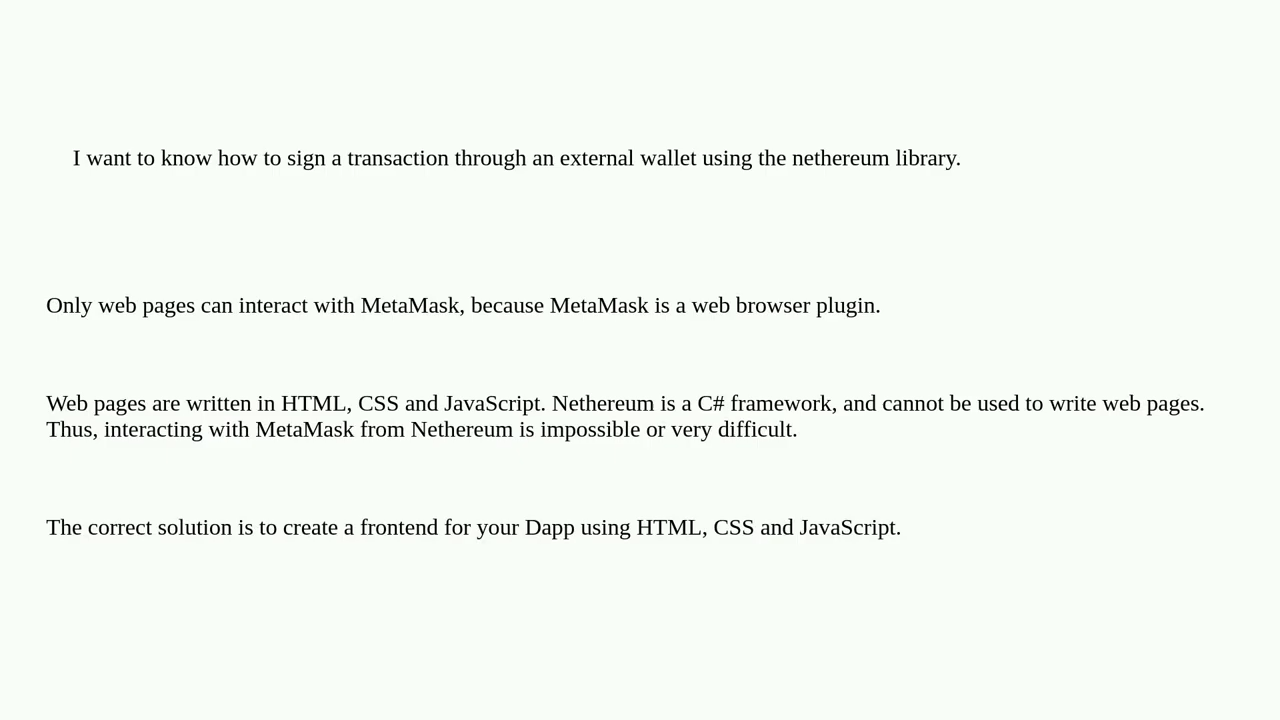 I want to know how to sign a transaction through an external wallet using the nethereum library.
Only web pages can interact with MetaMask, because MetaMask is a web browser plugin.
Web pages are written in HTML, CSS and JavaScript. Nethereum is a C# framework, and cannot be used to write web pages.
Thus, interacting with MetaMask from Nethereum is impossible or very difficult.
The correct solution is to create a frontend for your Dapp using HTML, CSS and JavaScript.